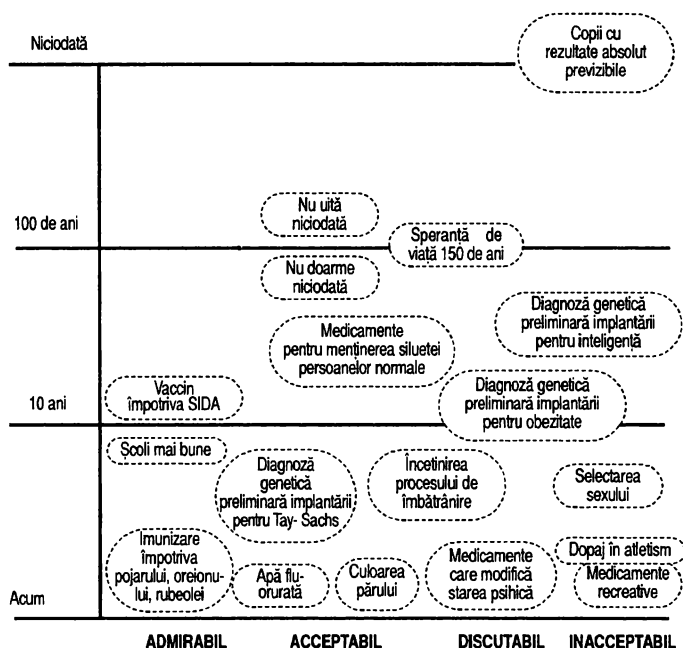 Niciodată
Copii cu
rezultate absolut
previzibile
100 de ani
Nu uită
niciodată
Speranță de
viață 150 de ani
Nu doarme
niciodată
Diagnoză genetică
preliminară implantării
pentru inteligență
Medicamente
pentru menținerea siluetei
persoanelor normale
10 ani
Vaccin
împotriva SIDA
Diagnoză genetică
preliminară implantării
pentru obezitate
Școli mai bune
Diagnoză
genetică
preliminară implantării
pentru Tay- Sachs
Încetinirea
procesului de
îmbătrânire
Selectarea
sexului
Acum
Imunizare
împotriva
pojarului, oreionu-
lui, rubeolei
Apă flu-
orurată
Culoarea
părului
Medicamente
care modifică
starea psihică
Dopaj în atletism
Medicamente
recreative
ADMIRABIL ACCEPTABIL DISCUTABIL INACCEPTABIL